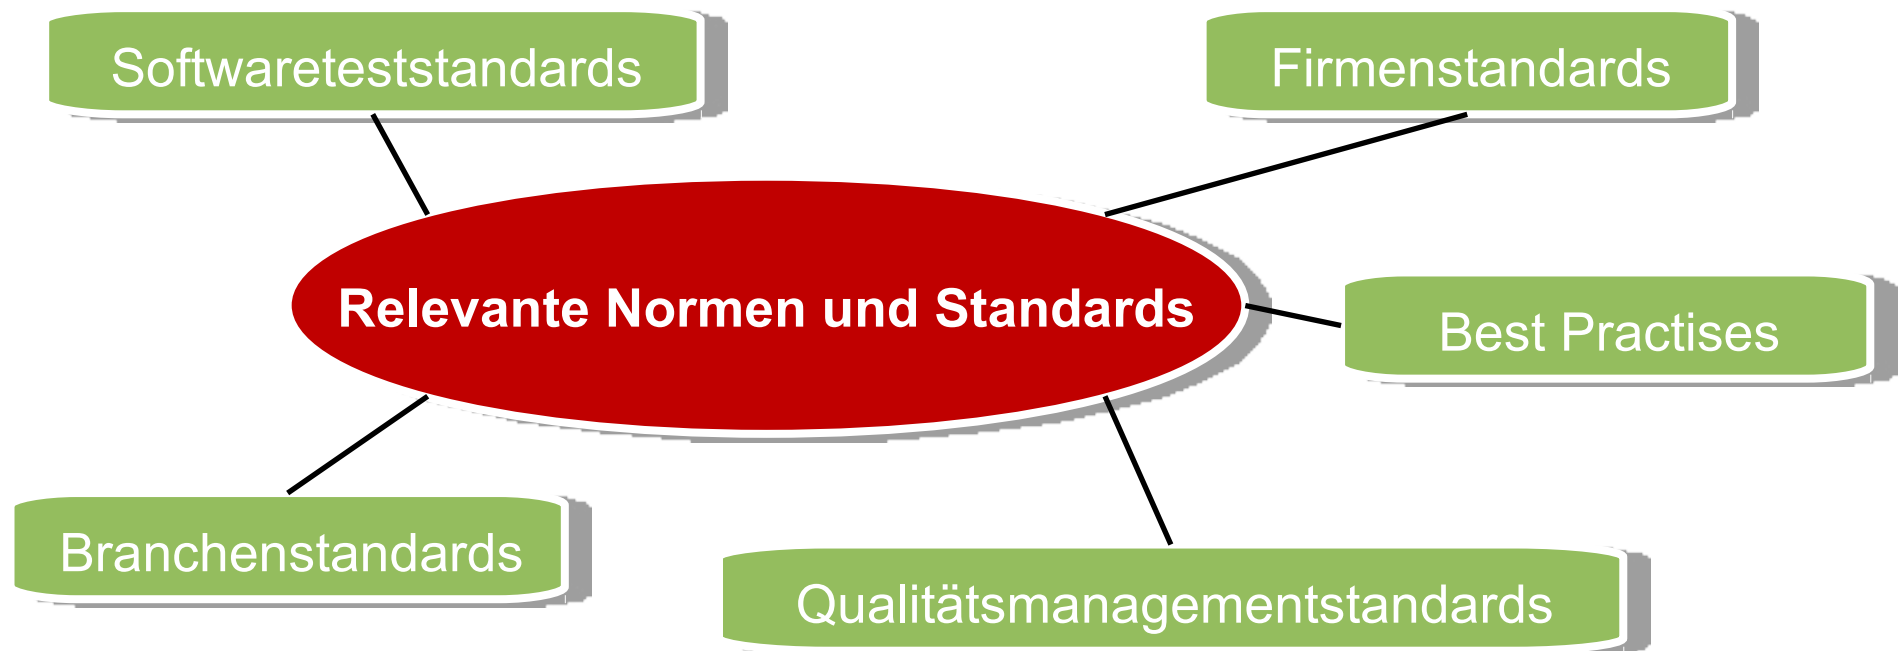 Softwareteststandards
Firmenstandards
Relevante Normen und Standards
Best Practises
Branchenstandards
Qualitätsmanagementstandards